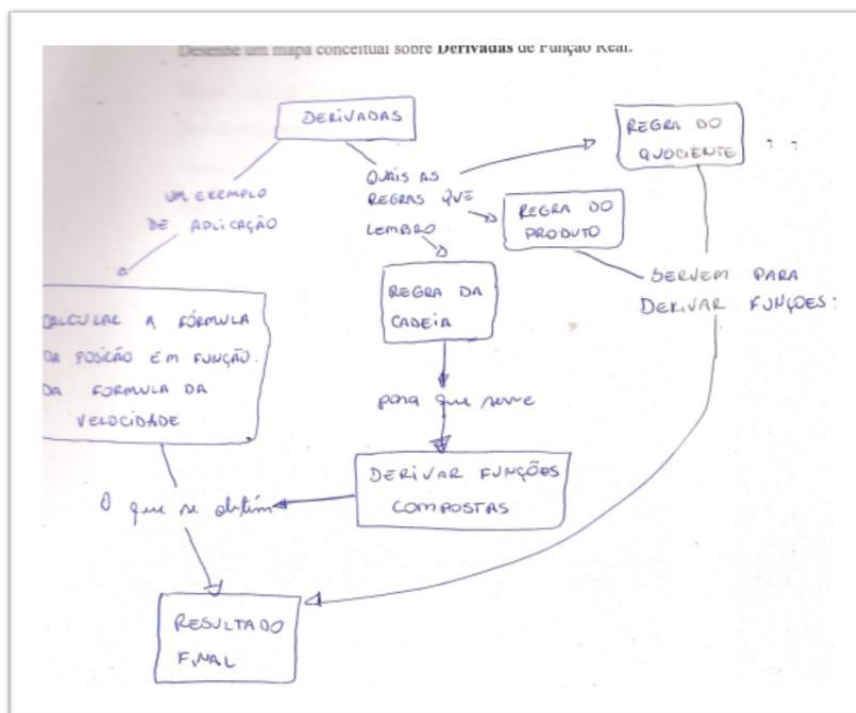 Desenhe um mapa conceitual sobre Derivadas de Função Real.
DERIVADAS
REGRA DO
QUOCIENTE
UM EXEMPLO
DE APLICAÇÃO
QUAIS AS
REGRAS QUE
LEMBRO
REGRA DO
PRODUTO
SERVEM PARA
DERIVAR FUNÇÕES:
REGRA DA
CADEIA
CALCULAR A FÓRMULA
DA POSIÇÃO EM FUNÇÃO
DA FÓRMULA DA
VELOCIDADE
para que serve
DERIVAR FUNÇÕES
COMPOSTAS
O que se obtém
RESULTADO
FINAL